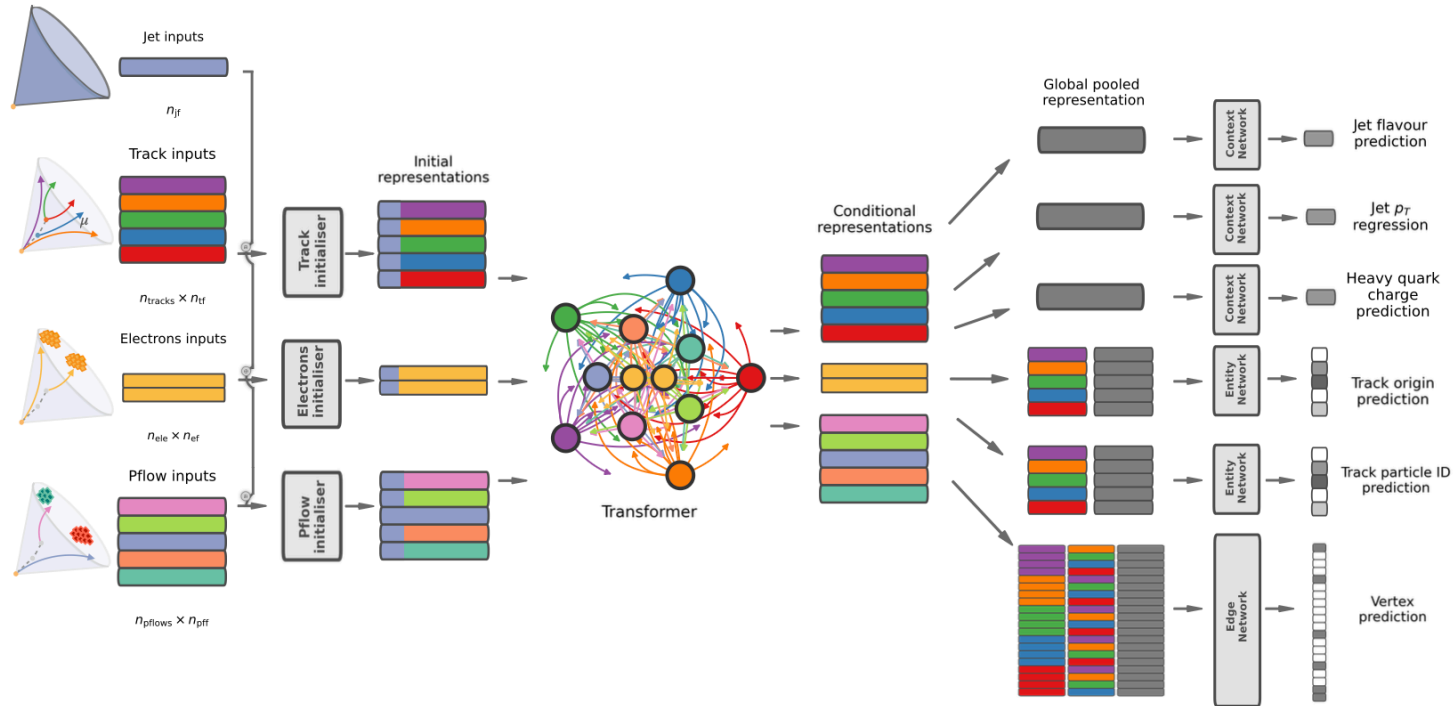 Jet inputs
n_jf
Track inputs
μ
n_tracks × n_tf
Electrons inputs
n_ele × n_ef
Pflow inputs
n_pflows × n_pff
Track
initialiser
Electrons
initialiser
Pflow
initialiser
Initial
representations
Transformer
Conditional
representations
Global pooled
representation
Context
Network
Jet flavour
prediction
Context
Network
Jet p_T
regression
Context
Network
Heavy quark
charge
prediction
Entity
Network
Track origin
prediction
Entity
Network
Track particle ID
prediction
Edge
Network
Vertex
prediction